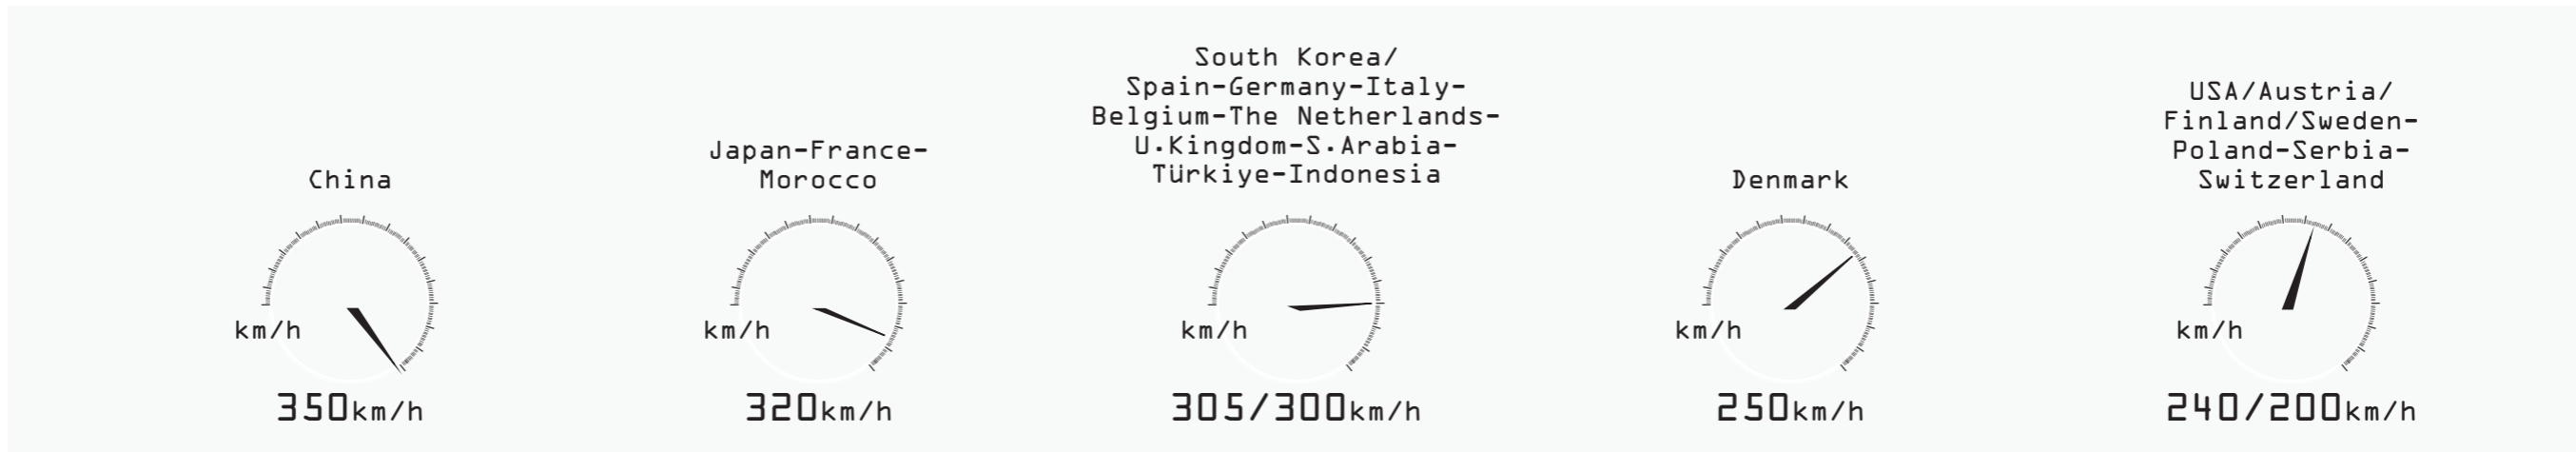 China
km/h
350km/h
Japan-France-
Morocco
km/h
320km/h
South Korea/
Spain-Germany-Italy-
Belgium-The Netherlands-
U.Kingdom-S.Arabia-
Türkiye-Indonesia
km/h
305/300km/h
Denmark
km/h
250km/h
USA/Austria/
Finland/Sweden-
Poland-Serbia-
Switzerland
km/h
240/200km/h